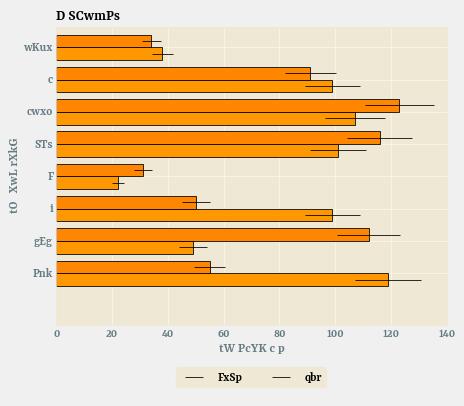 D SCwmPs
wKux
c
cwxo
STs
F
i
gEg
Pnk
tO XwL rXkG
0 20 40 60 80 100 120 140
tW PcYK c p
FxSp qbr